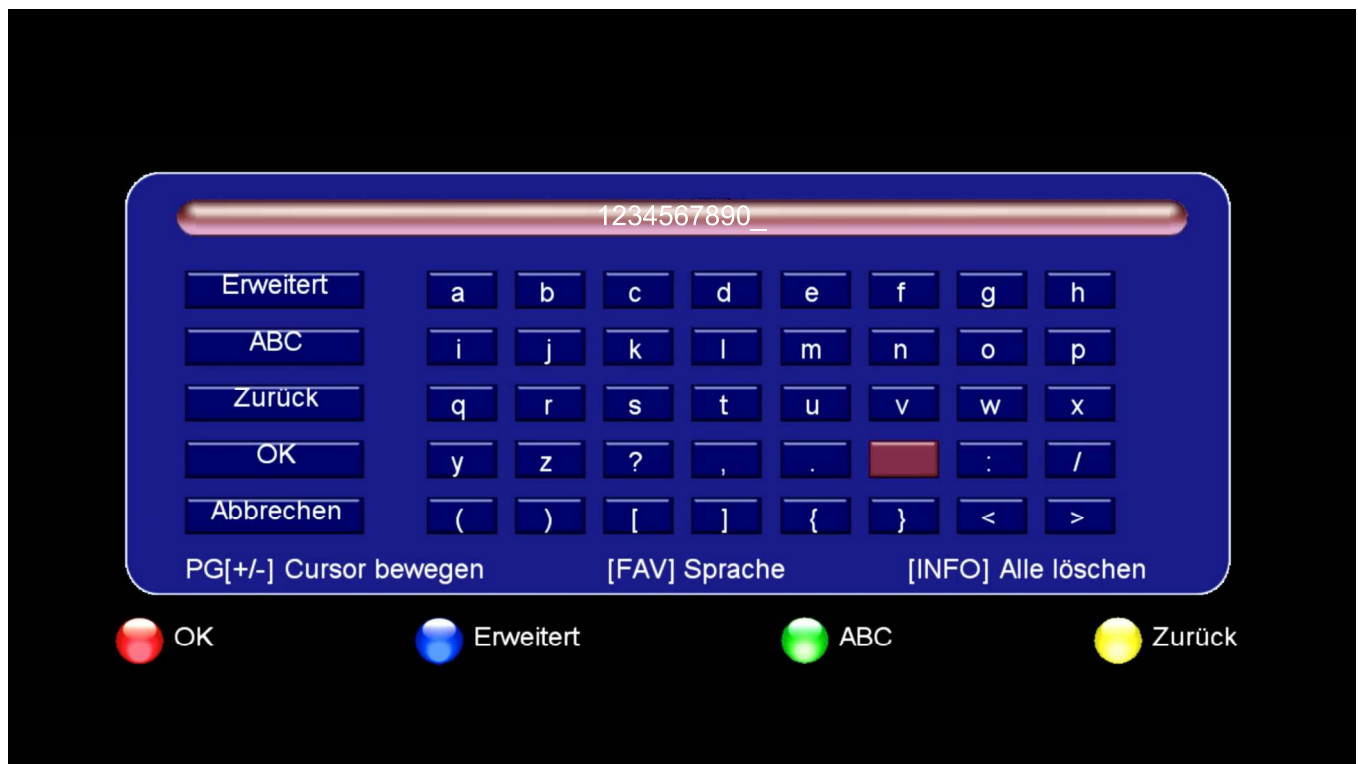 1234567890_
Erweitert a b c d e f g h
ABC i j k l m n o p
Zurück q r s t u v w x
OK y z ? , . : /
Abbrechen ( ) [ ] { } < >
PG[+/-] Cursor bewegen [FAV] Sprache [INFO] Alle löschen
OK Erweitert ABC Zurück